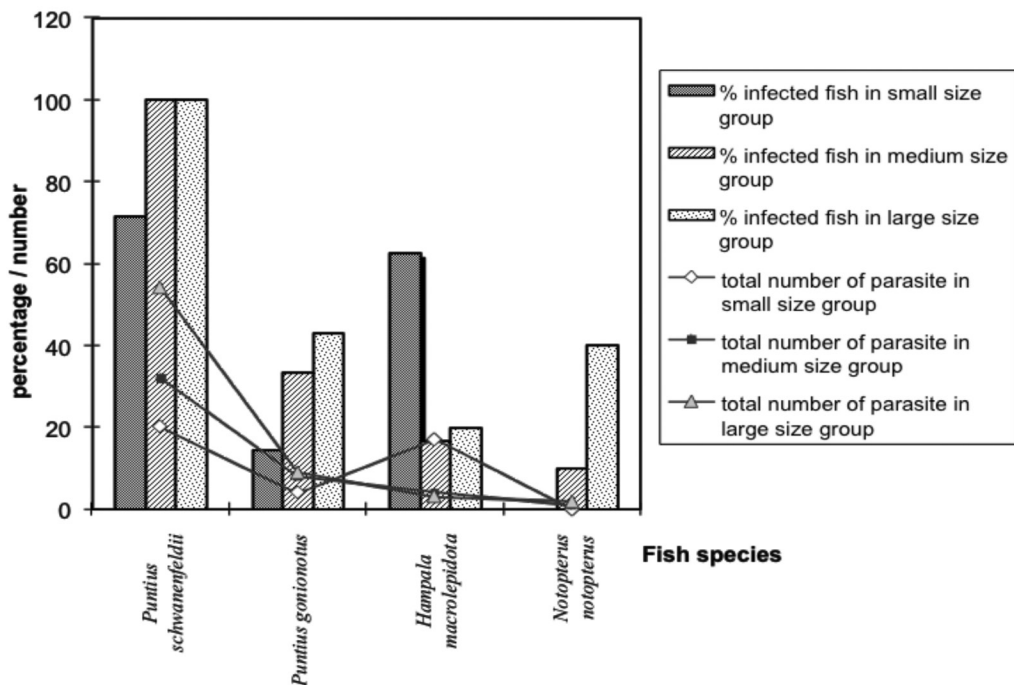 120
100
80
60
40
20
0
percentage / number
Puntius
schwanenfeldii
Puntius gonionotus
Hampala
macrolepidota
Notopterus
notopterus
Fish species
% infected fish in small size
group
% infected fish in medium size
group
% infected fish in large size
group
total number of parasite in
small size group
total number of parasite in
medium size group
total number of parasite in
large size group